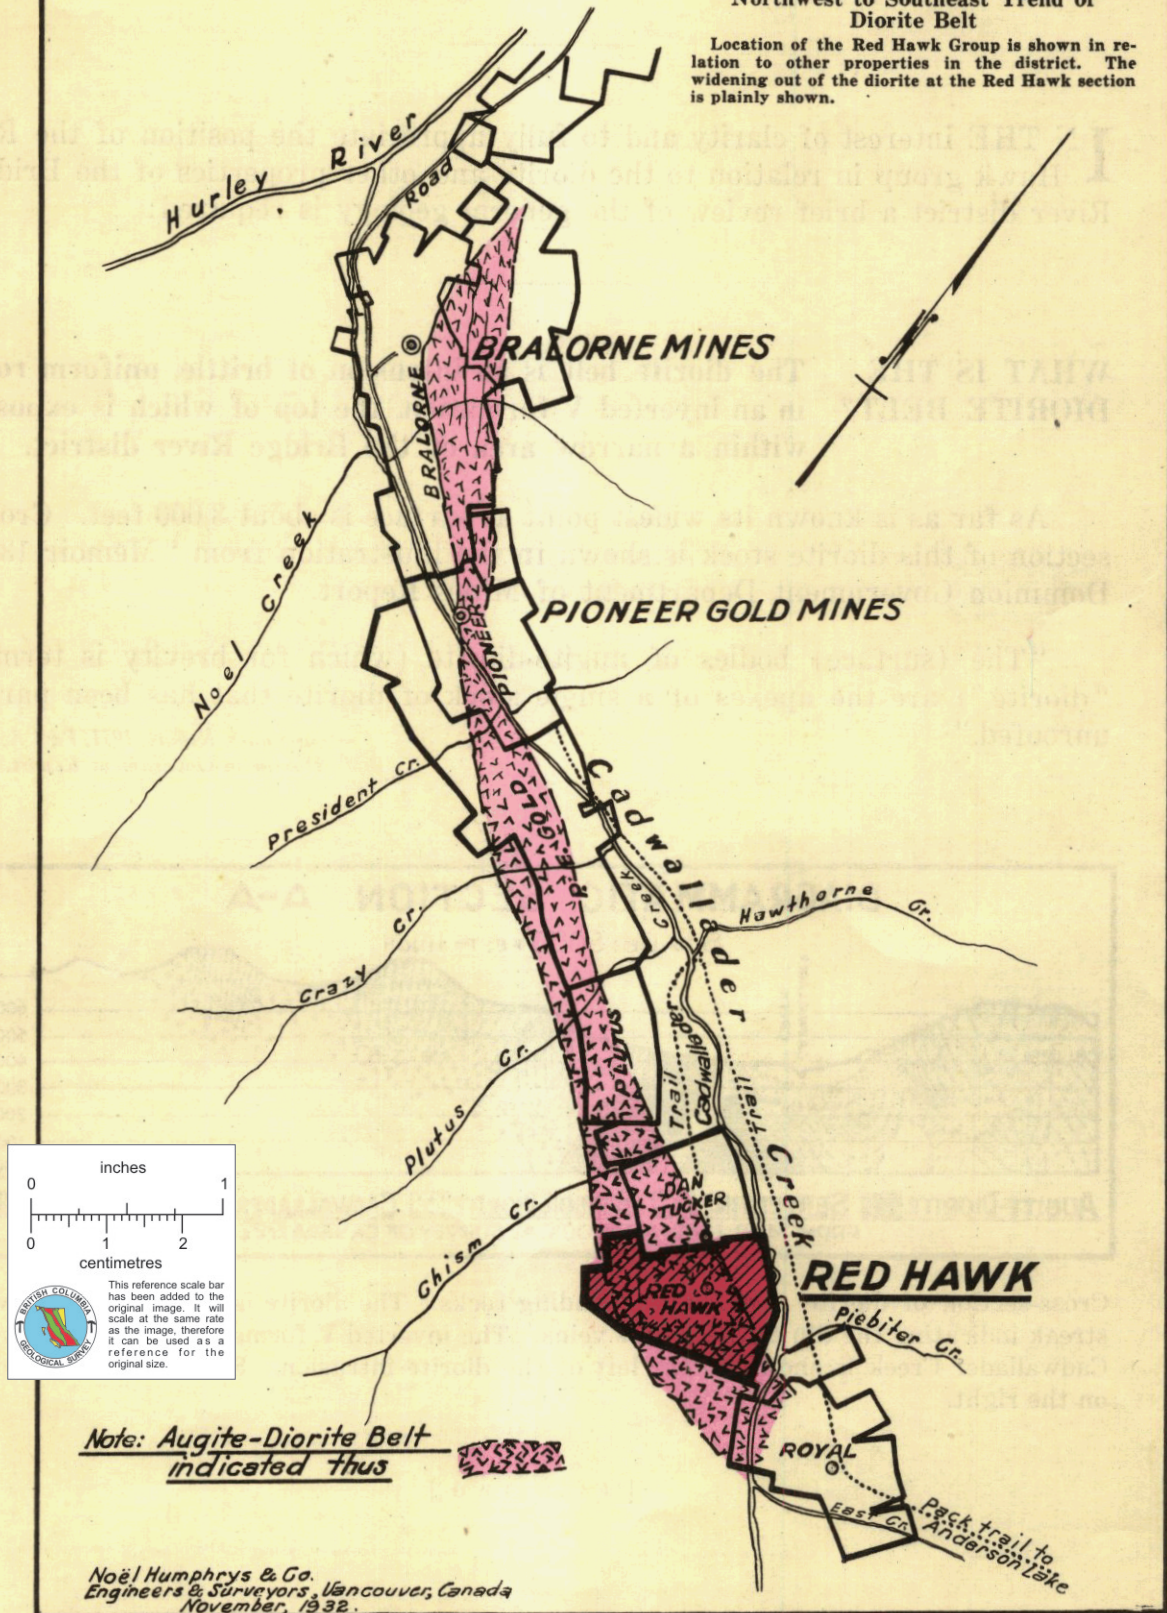 Northwest to Southeast Trend of
Diorite Belt
Location of the Red Hawk Group is shown in re-
lation to other properties in the district. The
widening out of the diorite at the Red Hawk section
is plainly shown.
Hurley River
Road
BRALORNE MINES
BRALORNE
PIONEER GOLD MINES
PIONEER
Noel Creek
President Cr.
GOLD
Cadwallader Creek
Creek
Hawthorne Cr.
Crazy Cr.
PLUTUS
Cadwallader
Trail
Trail
Plutus Cr.
DAN
TUCKER
Chism Cr.
RED HAWK
RED
HAWK
Piebiter Cr.
ROYAL
East Cr.
Pack trail to
Anderson Lake
inches
0 1
0 1 2
centimetres
BRITISH COLUMBIA
GEOLOGICAL SURVEY
This reference scale bar
has been added to the
original image. It will
scale at the same rate
as the image, therefore
it can be used as a
reference for the
original size.
Note: Augite-Diorite Belt
indicated thus
Noël Humphrys & Co.
Engineers & Surveyors, Vancouver, Canada
November, 1932.